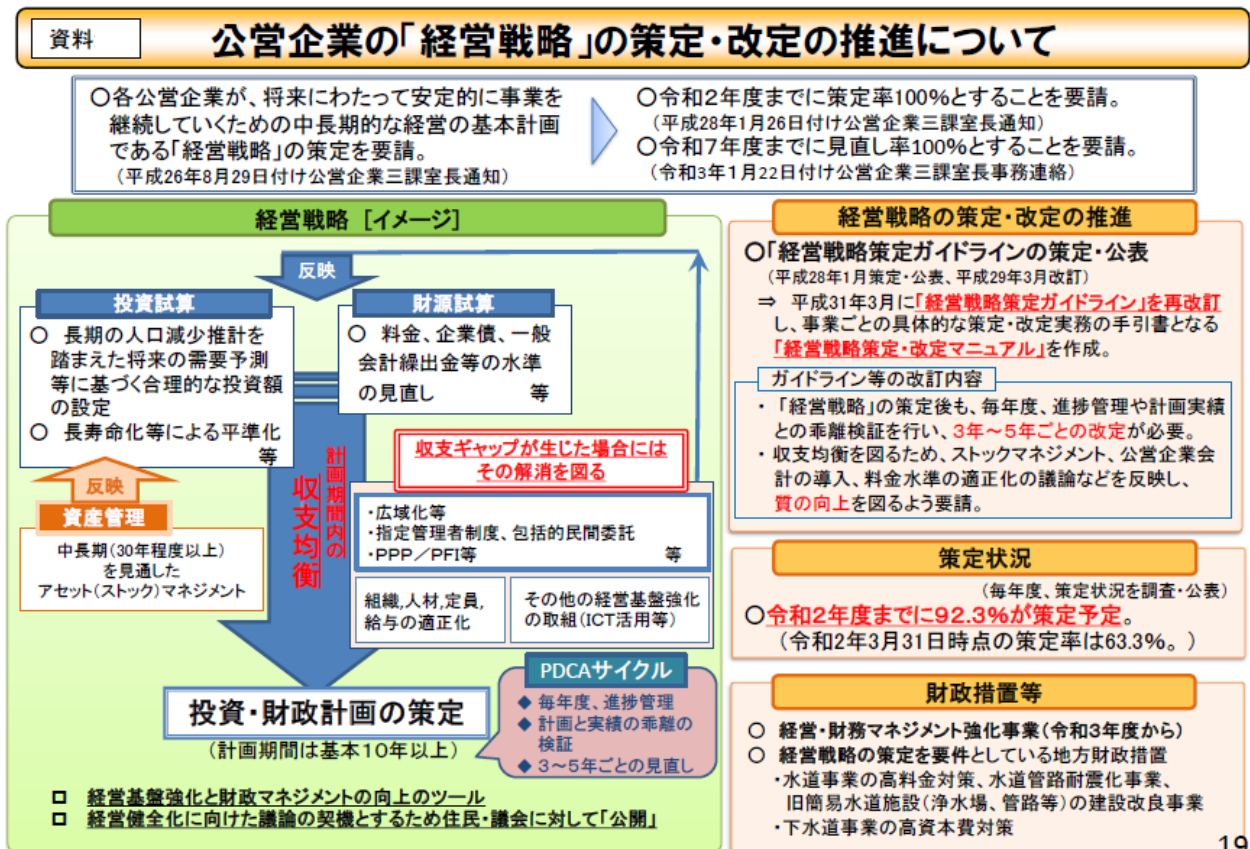 資料
公営企業の「経営戦略」の策定・改定の推進について
〇各公営企業が、将来にわたって安定的に事業を
継続していくための中長期的な経営の基本計画
である「経営戦略」の策定を要請。
（平成26年8月29日付け公営企業三課室長通知）
〇令和２年度までに策定率100%とすることを要請。
（平成28年1月26日付け公営企業三課室長通知）
〇令和７年度までに見直し率100%とすることを要請。
（令和3年1月22日付け公営企業三課室長事務連絡）
経営戦略［イメージ］
反映
投資試算
〇 長期の人口減少推計を
踏まえた将来の需要予測
等に基づく合理的な投資額
の設定
〇 長寿命化等による平準化
等
財源試算
〇 料金、企業債、一般
会計繰出金等の水準
の見直し 等
反映
資産管理
中長期（30年程度以上）
を見通した
アセット（ストック）マネジメント
計画期間内の
収支均衡
収支ギャップが生じた場合には
その解消を図る
・広域化等
・指定管理者制度、包括的民間委託
・PPP／PFI等 等
組織,人材,定員,
給与の適正化
その他の経営基盤強化
の取組（ICT活用等）
投資・財政計画の策定
（計画期間は基本１０年以上）
PDCAサイクル
◆ 毎年度、進捗管理
◆ 計画と実績の乖離の
検証
◆ ３～５年ごとの見直し
□ 経営基盤強化と財政マネジメントの向上のツール
□ 経営健全化に向けた議論の契機とするため住民・議会に対して「公開」
経営戦略の策定・改定の推進
〇「経営戦略策定ガイドラインの策定・公表
（平成28年1月策定・公表、平成29年3月改訂）
⇒ 平成31年3月に「経営戦略策定ガイドライン」を再改訂
し、事業ごとの具体的な策定・改定実務の手引書となる
「経営戦略策定・改定マニュアル」を作成。
ガイドライン等の改訂内容
・ 「経営戦略」の策定後も、毎年度、進捗管理や計画実績
との乖離検証を行い、3年～5年ごとの改定が必要。
・ 収支均衡を図るため、ストックマネジメント、公営企業会
計の導入、料金水準の適正化の議論などを反映し、
質の向上を図るよう要請。
策定状況
（毎年度、策定状況を調査・公表）
〇令和２年度までに92.3%が策定予定。
（令和2年3月31日時点の策定率は63.3%。）
財政措置等
〇 経営・財務マネジメント強化事業（令和３年度から）
〇 経営戦略の策定を要件としている地方財政措置
・水道事業の高料金対策、水道管路耐震化事業、
旧簡易水道施設（浄水場、管路等）の建設改良事業
・下水道事業の高資本費対策
19